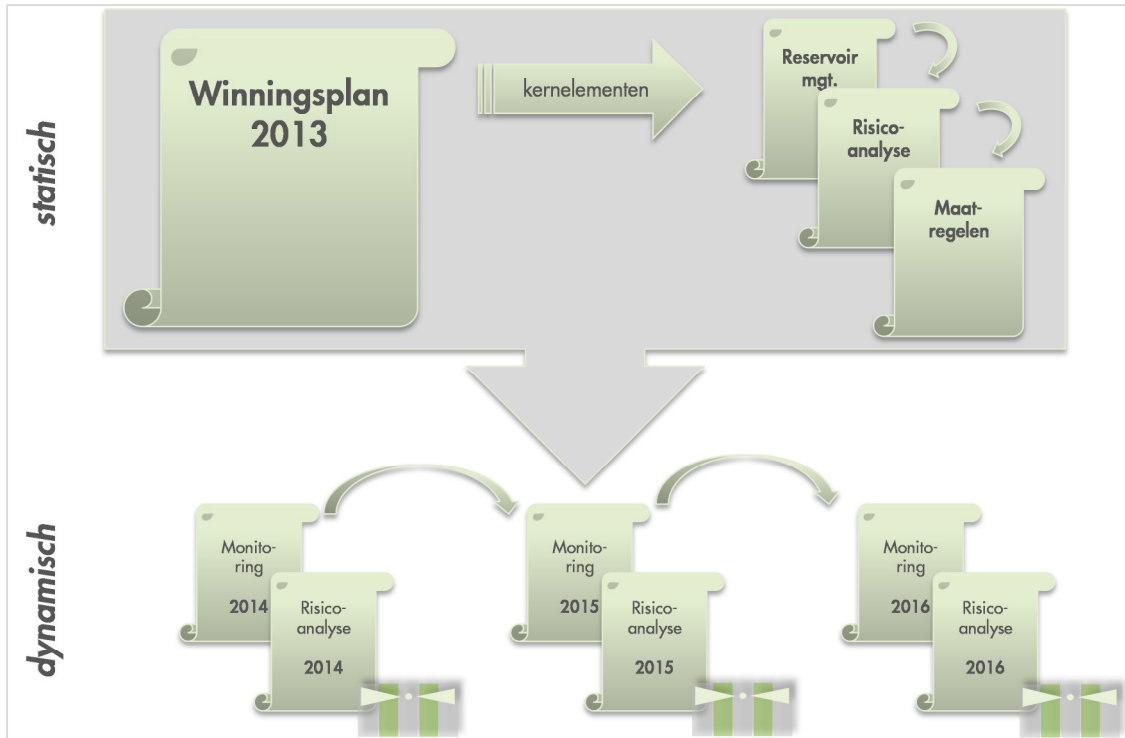 statisch
Winningsplan
2013
kernelementen
Reservoir
mgt.
Risico-
analyse
Maat-
regelen
dynamisch
Monito-
ring
2014
Risico-
analyse
2014
Monito-
ring
2015
Risico-
analyse
2015
Monito-
ring
2016
Risico-
analyse
2016